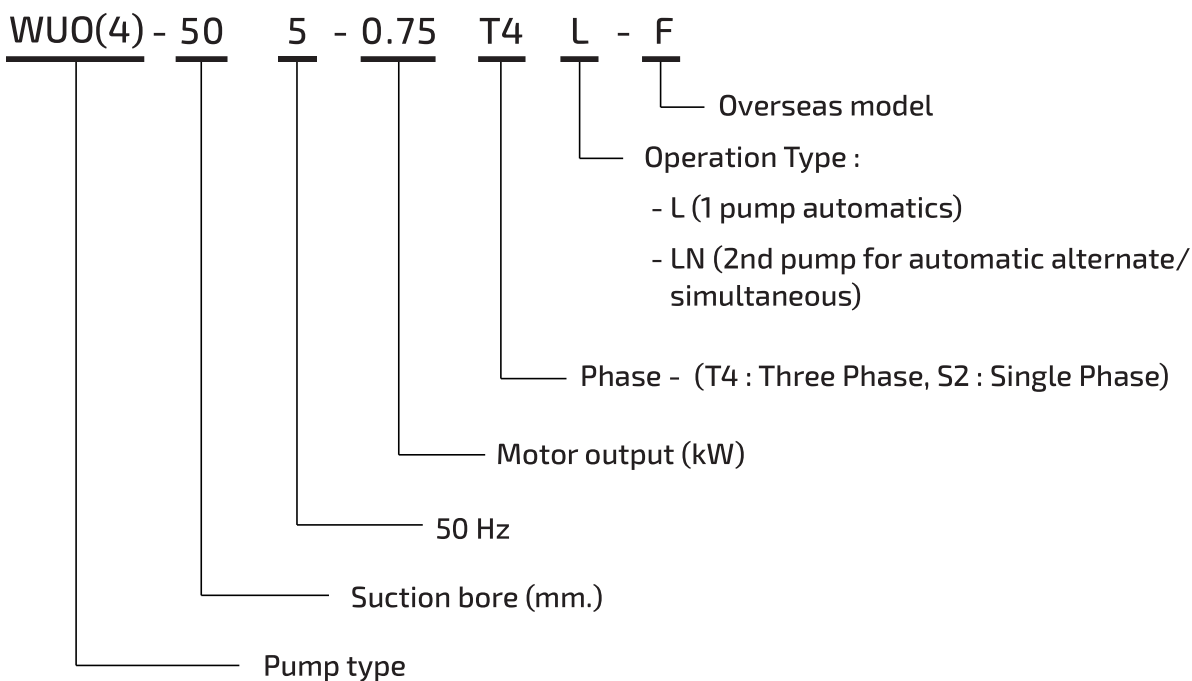 WUO(4) - 50 5 - 0.75 T4 L - F
Overseas model
Operation Type :
- L (1 pump automatics)
- LN (2nd pump for automatic alternate/
simultaneous)
Phase - (T4 : Three Phase, S2 : Single Phase)
Motor output (kW)
50 Hz
Suction bore (mm.)
Pump type